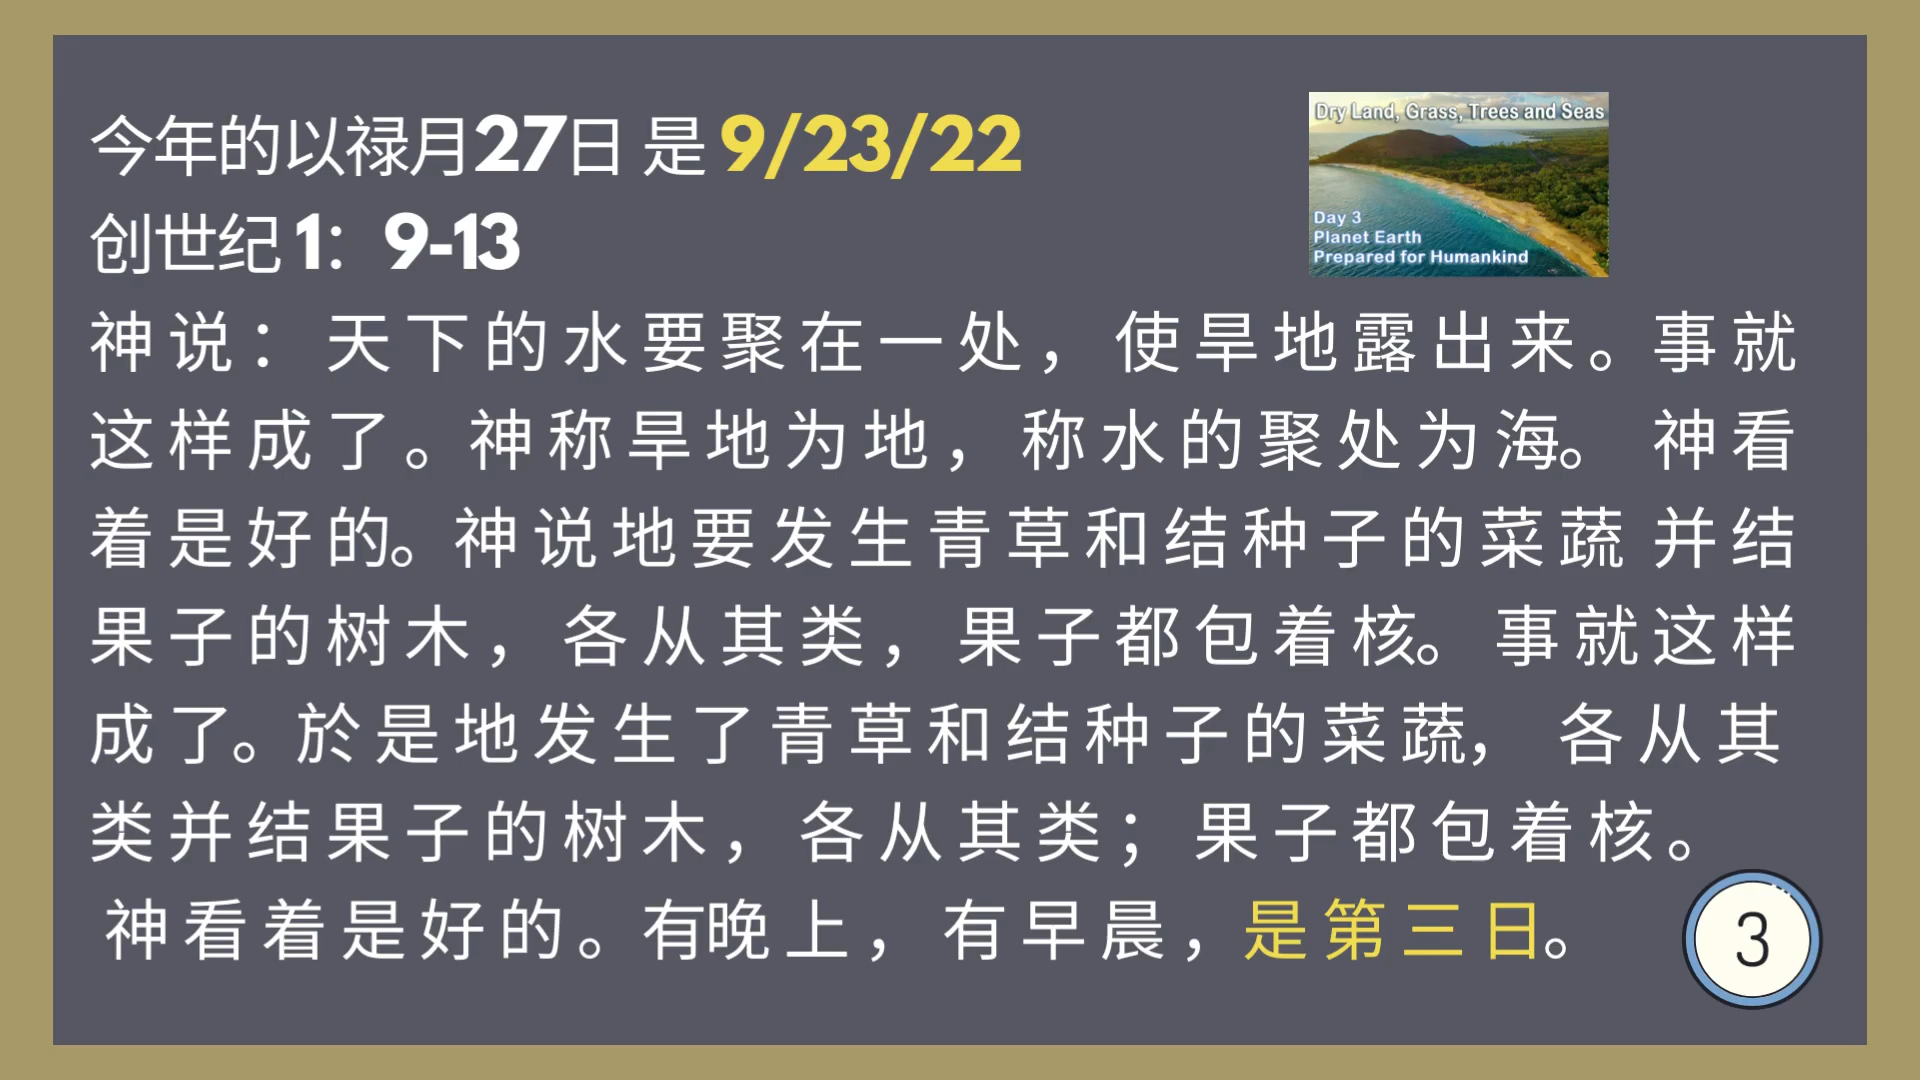 今年的以禄月27日 是 9/23/22
创世纪 1：9-13
Dry Land, Grass, Trees and Seas
Day 3
Planet Earth
Prepared for Humankind
神说：天下的水要聚在一处，使旱地露出来。事就
这样成了。神称旱地为地，称水的聚处为海。 神看
着是好的。神说地要发生青草和结种子的菜蔬 并结
果子的树木，各从其类，果子都包着核。事就这样
成了。於是地发生了青草和结种子的菜蔬， 各从其
类并结果子的树木，各从其类；果子都包着核。
神看着是好的。有晚上，有早晨，是第三日。
3